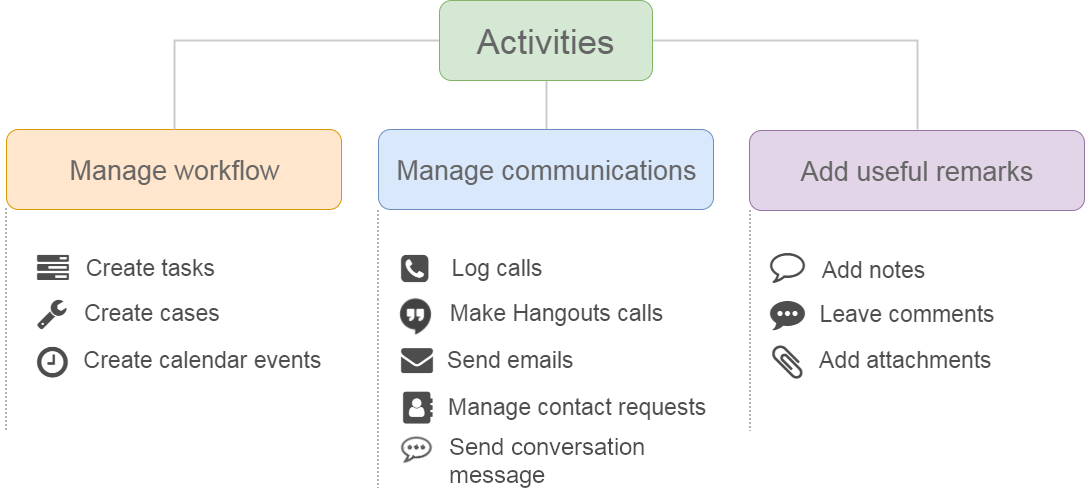 Activities
Manage workflow
Create tasks
Create cases
Create calendar events
Manage communications
Log calls
Make Hangouts calls
Send emails
Manage contact requests
Send conversation
message
Add useful remarks
Add notes
Leave comments
Add attachments